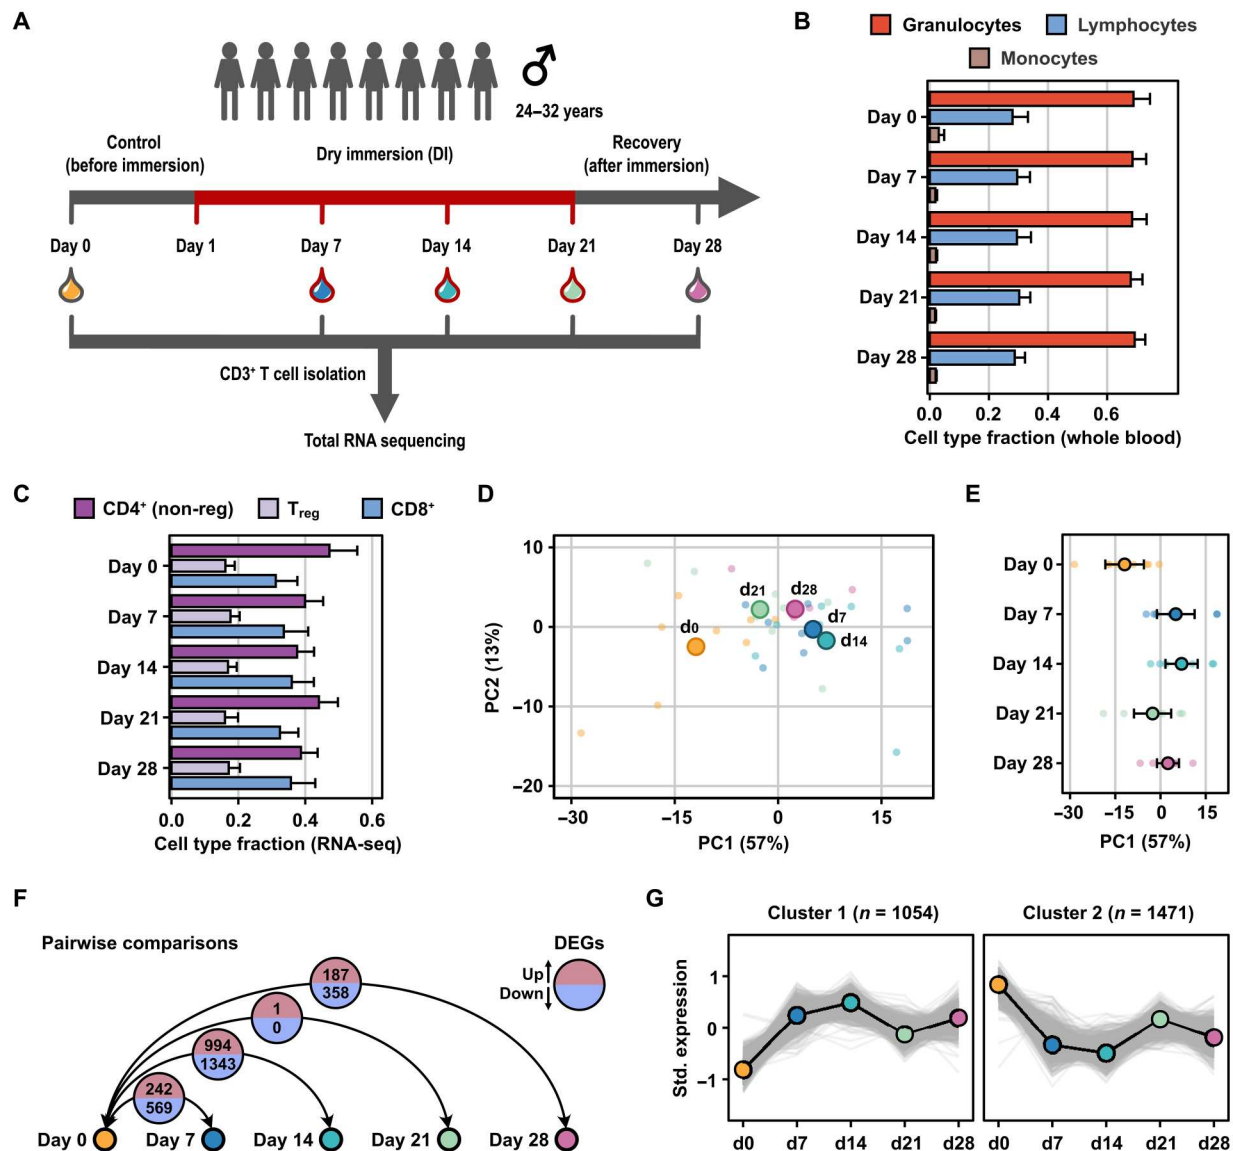 A
24–32 years
Control
(before immersion)
Dry immersion (DI)
Recovery
(after immersion)
Day 0
Day 1
Day 7
Day 14
Day 21
Day 28
CD3⁺ T cell isolation
Total RNA sequencing
B
Granulocytes
Lymphocytes
Monocytes
Day 0
Day 7
Day 14
Day 21
Day 28
0.0 0.2 0.4 0.6
Cell type fraction (whole blood)
C
CD4⁺ (non-reg)
Treg
CD8⁺
Day 0
Day 7
Day 14
Day 21
Day 28
0.0 0.2 0.4 0.6
Cell type fraction (RNA-seq)
D
PC2 (13%)
10
0
−10
−20
d21
d28
d0
d7
d14
−30 −15 0 15
PC1 (57%)
E
Day 0
Day 7
Day 14
Day 21
Day 28
−30 −15 0 15
PC1 (57%)
F
Pairwise comparisons
DEGs
Up
Down
187
358
1
0
994
1343
242
569
Day 0
Day 7
Day 14
Day 21
Day 28
G
Cluster 1 (n = 1054)
Cluster 2 (n = 1471)
Std. expression
1
0
−1
d0 d7 d14 d21 d28
d0 d7 d14 d21 d28